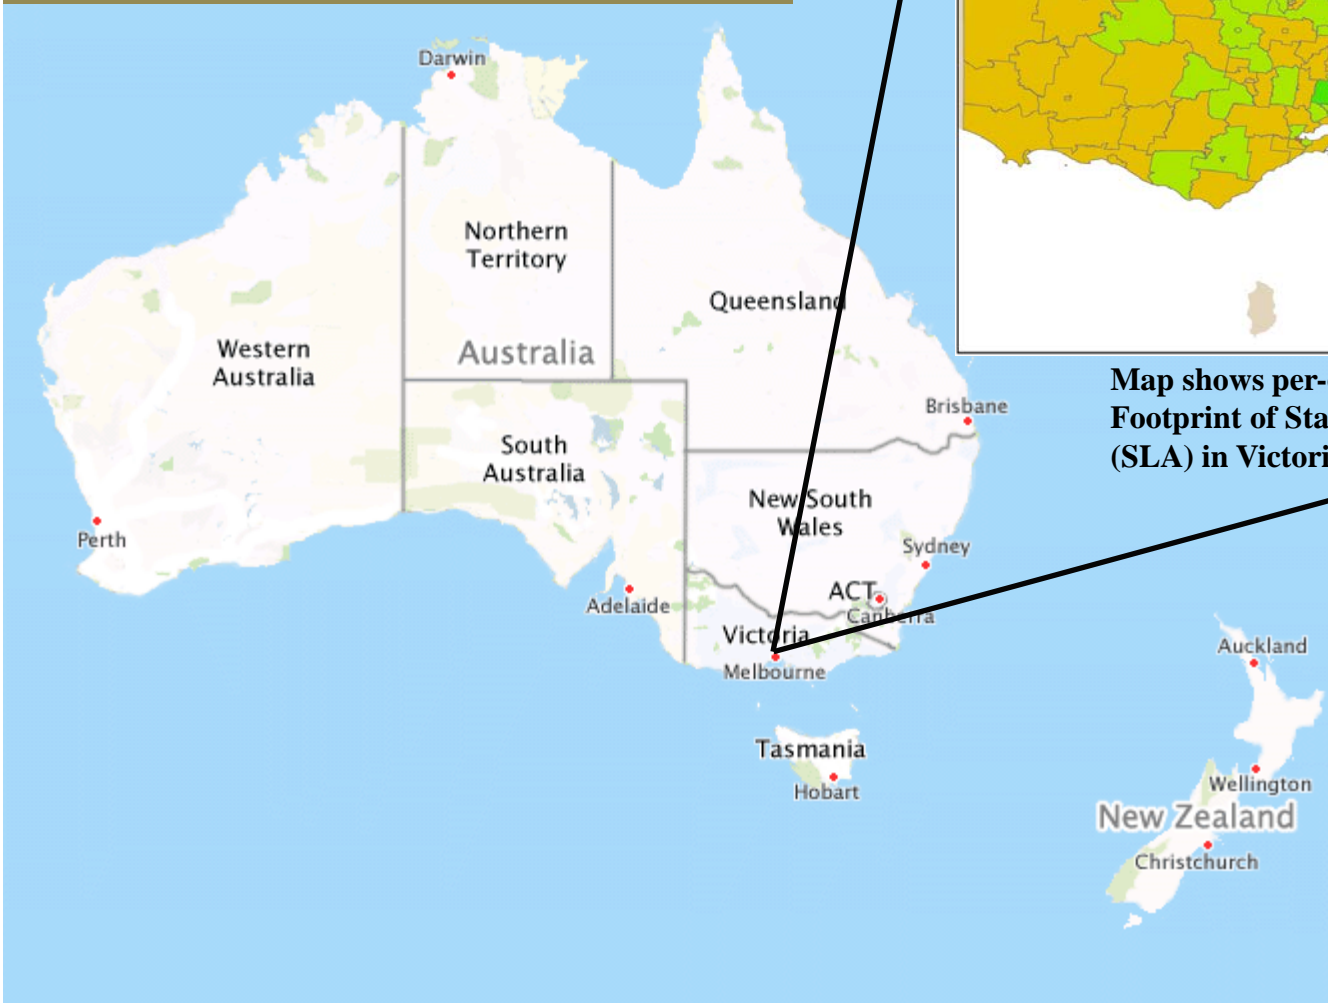 Darwin
Northern
Territory
Queensland
Western
Australia
Australia
Map shows per-
Footprint of Sta
(SLA) in Victori
Brisbane
South
Australia
New South
Wales
Perth
Sydney
Adelaide
ACT
Canberra
Victoria
Melbourne
Auckland
Tasmania
Hobart
Wellington
New Zealand
Christchurch